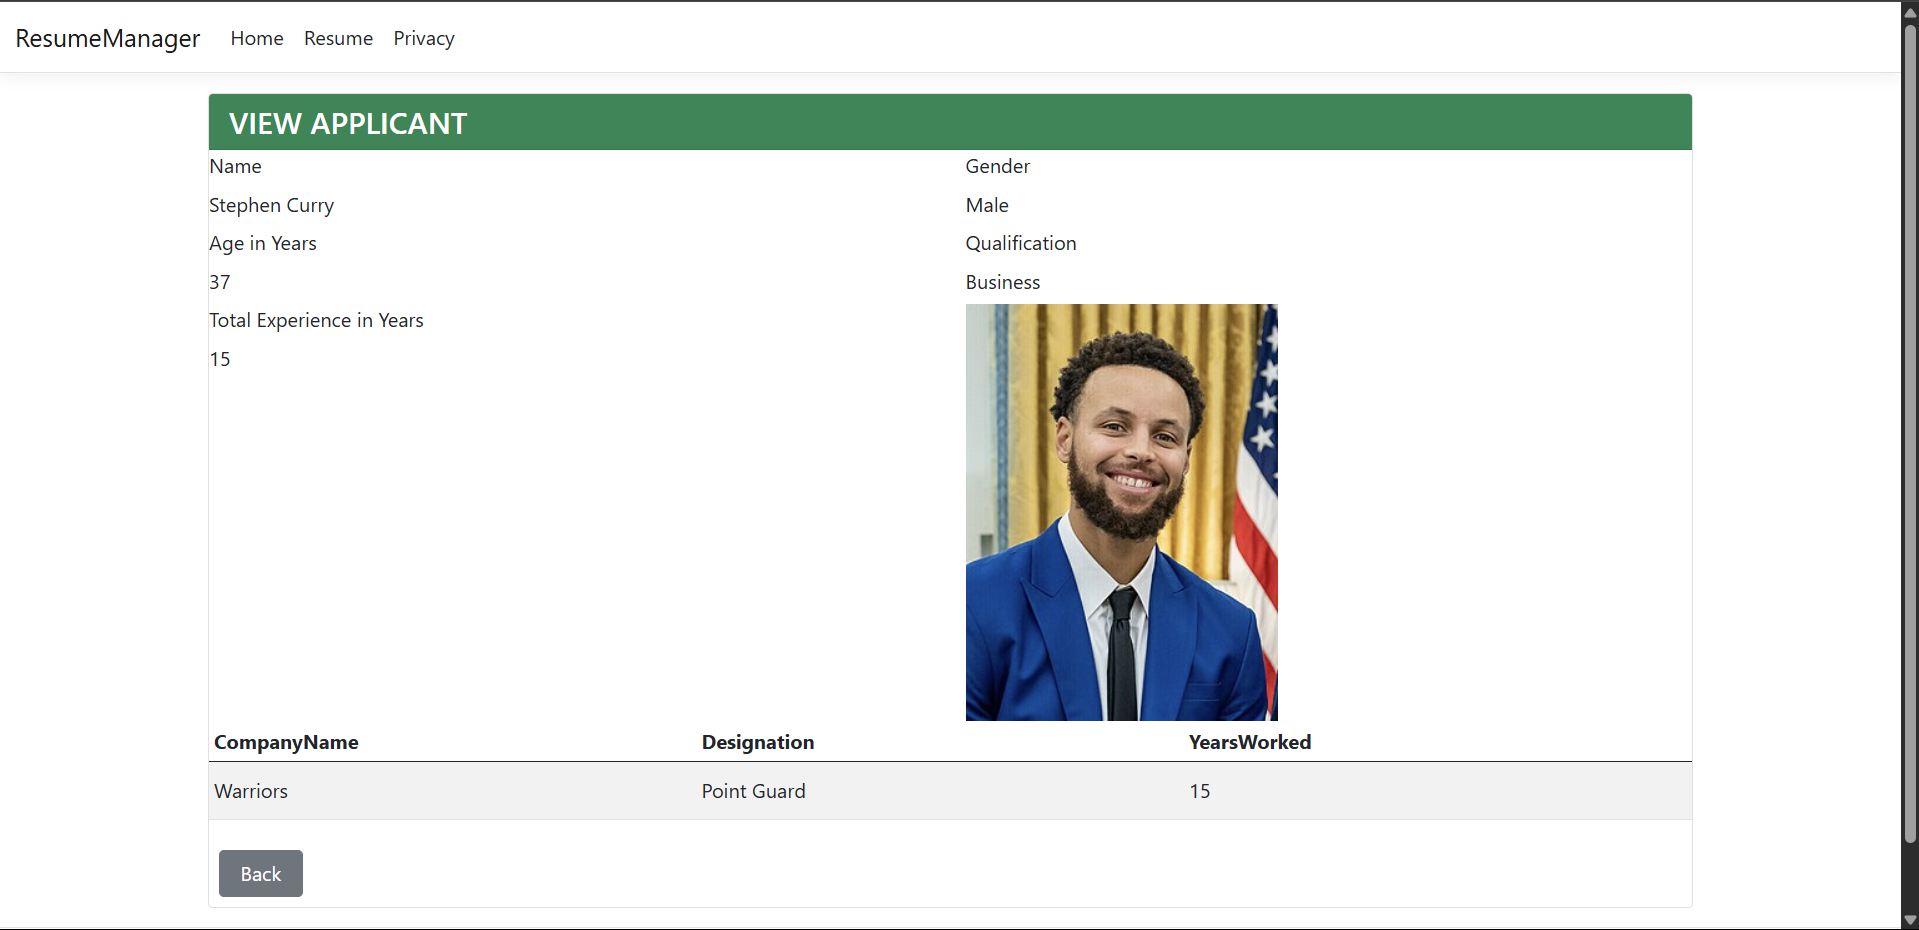 ResumeManager Home Resume Privacy
VIEW APPLICANT
Name Gender
Stephen Curry Male
Age in Years Qualification
37 Business
Total Experience in Years
15
CompanyName Designation YearsWorked
Warriors Point Guard 15
Back